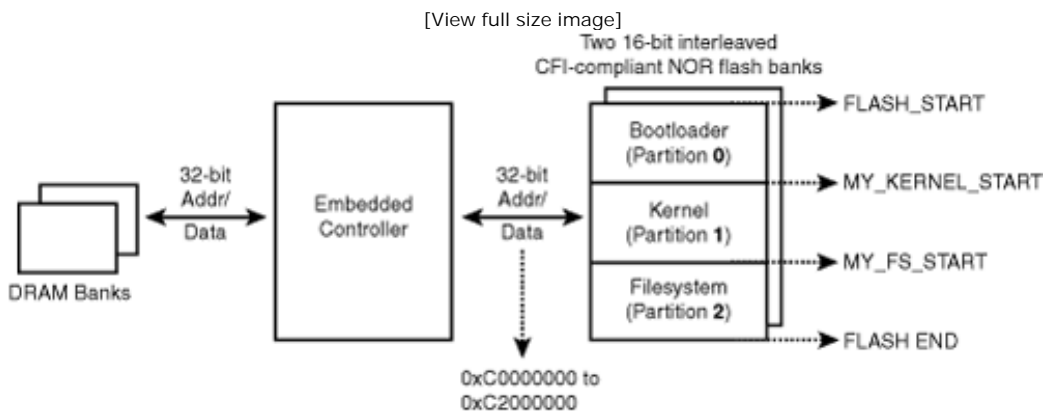 [View full size image]
Two 16-bit interleaved
CFI-compliant NOR flash banks
FLASH_START
Bootloader
(Partition 0)
32-bit
Addr/
Data
Embedded
Controller
32-bit
Addr/
Data
MY_KERNEL_START
Kernel
(Partition 1)
MY_FS_START
DRAM Banks
Filesystem
(Partition 2)
FLASH END
0xC0000000 to
0xC2000000